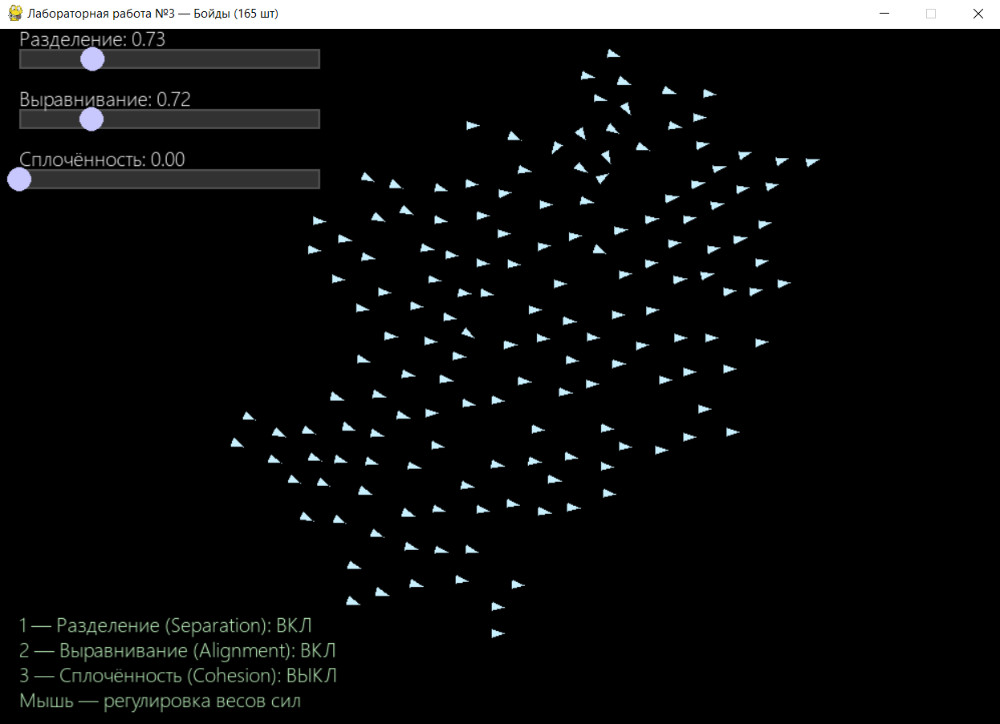 Лабораторная работа №3 — Бойды (165 шт)
Разделение: 0.73
Выравнивание: 0.72
Сплочённость: 0.00
1 — Разделение (Separation): ВКЛ
2 — Выравнивание (Alignment): ВКЛ
3 — Сплочённость (Cohesion): ВЫКЛ
Мышь — регулировка весов сил